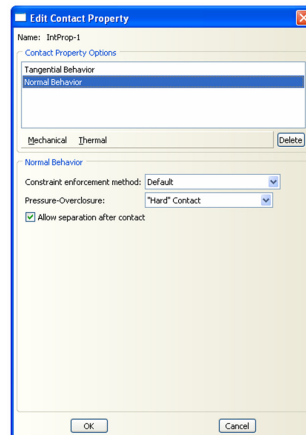 Edit Contact Property
Name: IntProp-1
Contact Property Options
Tangential Behavior
Normal Behavior
Mechanical Thermal Delete
Normal Behavior
Constraint enforcement method: Default
Pressure-Overclosure: "Hard" Contact
Allow separation after contact
OK Cancel